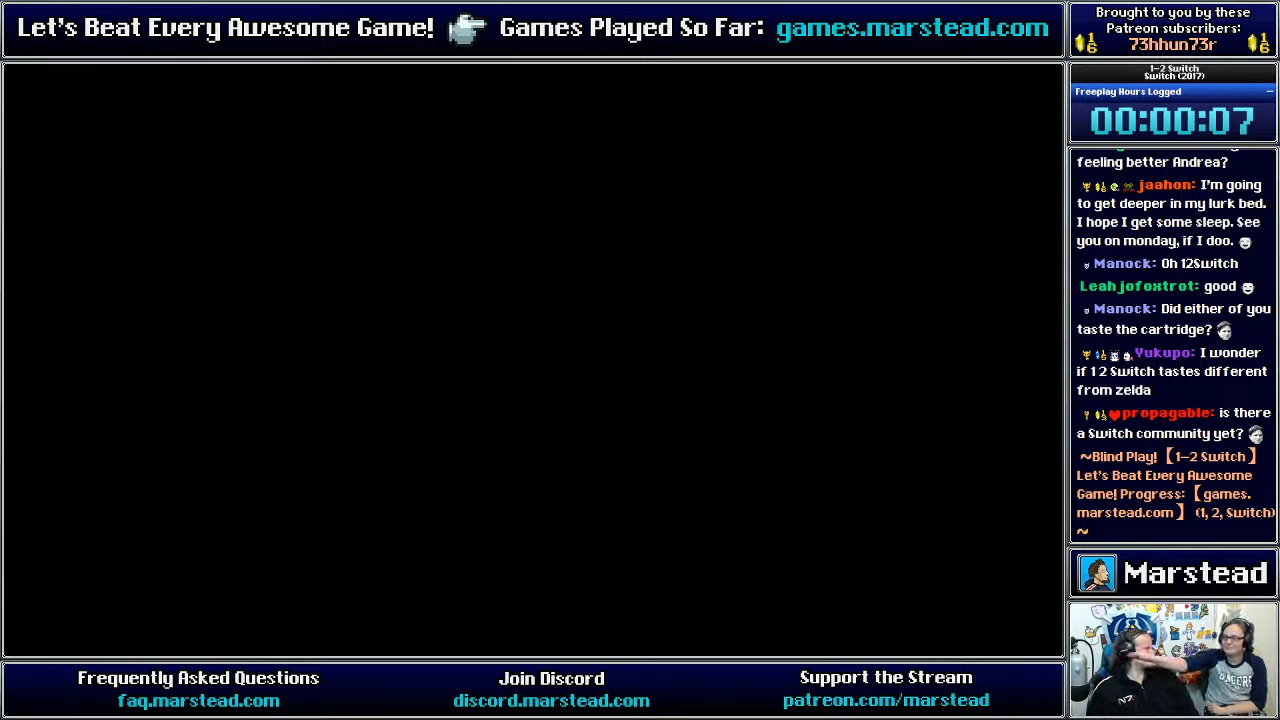 Let's Beat Every Awesome Game! Games Played So Far: games.marstead.com
Brought to you by these
Patreon subscribers:
73hhun73r
1-2 Switch
Switch (2017)
Freeplay Hours Logged
00:00:07
feeling better Andrea?
jaahon: I'm going
to get deeper in my lurk bed.
I hope I get some sleep. See
you on monday, if I doo.
Manock: Oh 12Switch
Leahjofoxtrot: good
Manock: Did either of you
taste the cartridge?
Yukupo: I wonder
if 1 2 Switch tastes different
from zelda
propagable: is there
a Switch community yet?
~Blind Play!【1-2 Switch】
Let's Beat Every Awesome
Game! Progress:【games.
marstead.com】 (1, 2, Switch)
~
Marstead
Frequently Asked Questions
faq.marstead.com
Join Discord
discord.marstead.com
Support the Stream
patreon.com/marstead